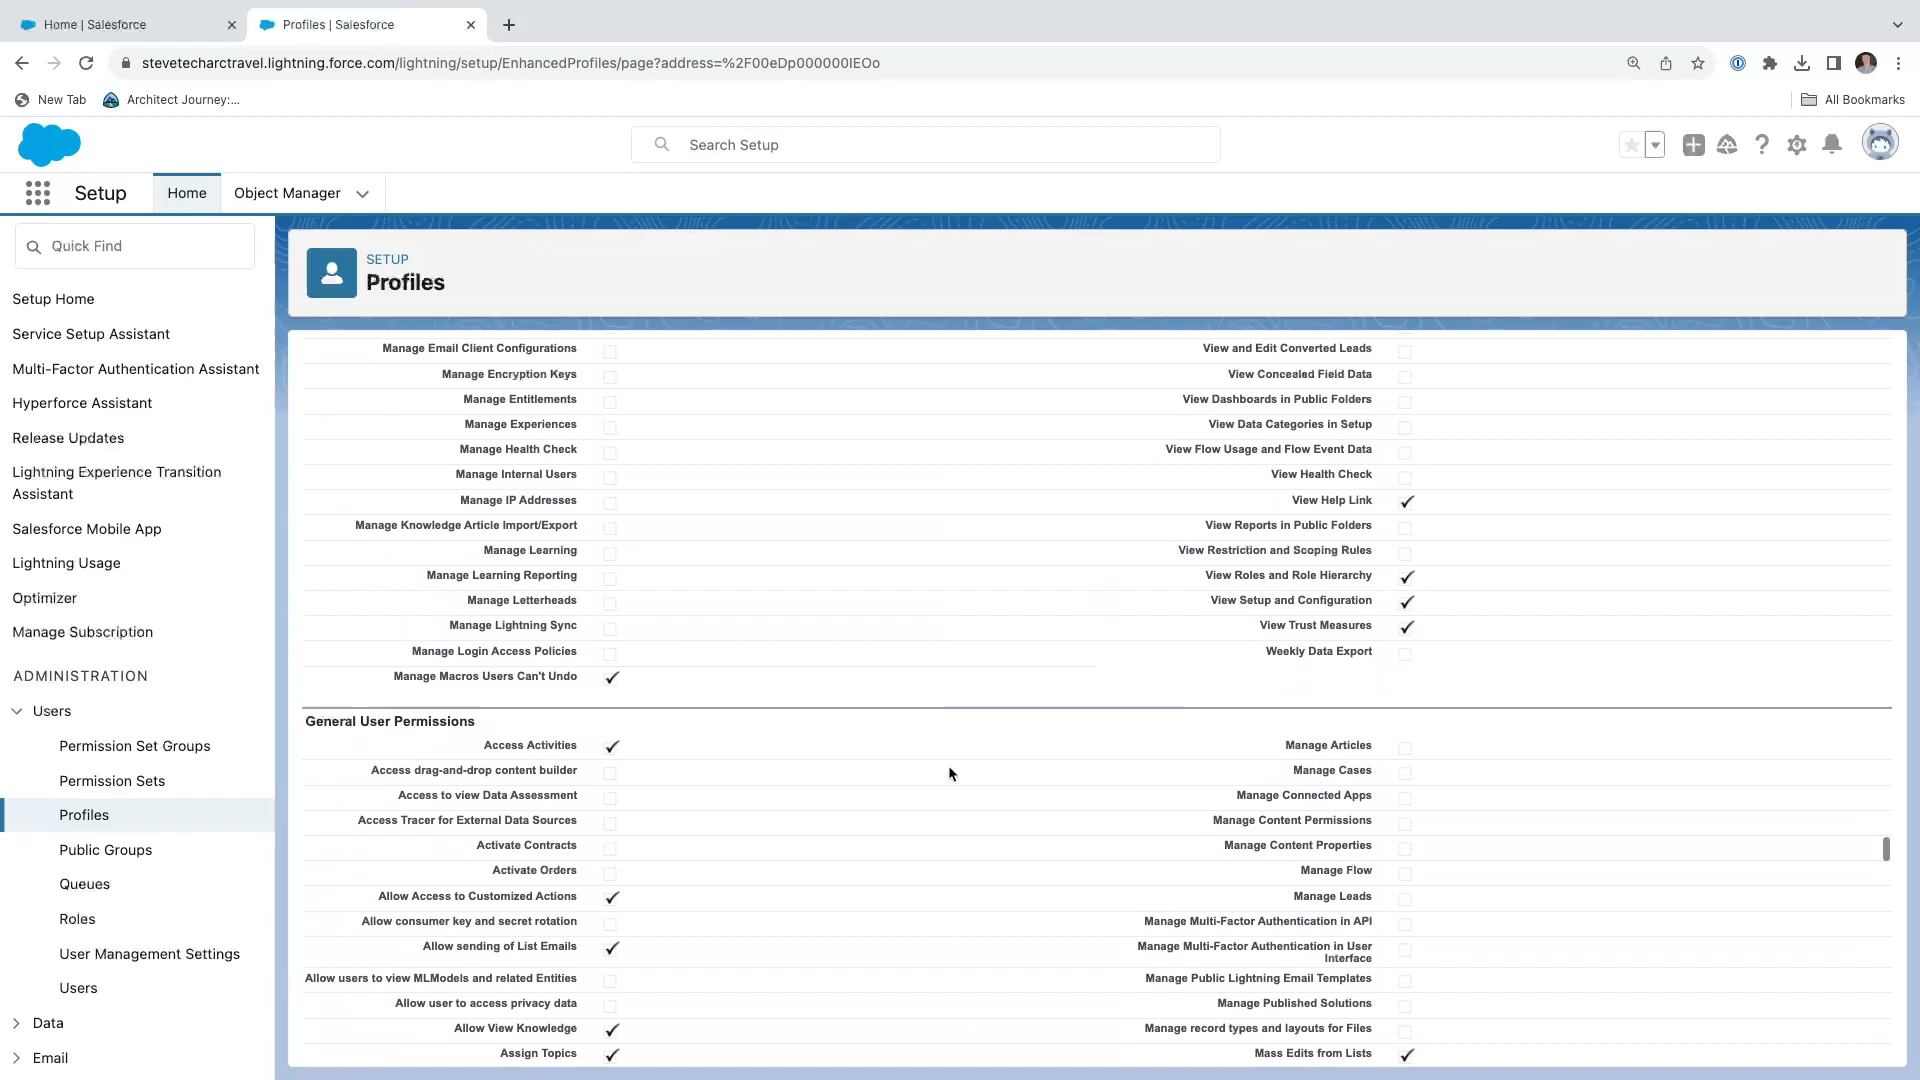 Home | Salesforce
Profiles | Salesforce
stevetecharctravel.lightning.force.com/lightning/setup/EnhancedProfiles/page?address=%2F00eDp000000IEOo
New Tab
Architect Journey:...
All Bookmarks
Search Setup
Setup
Home
Object Manager
Quick Find
Setup Home
Service Setup Assistant
Multi-Factor Authentication Assistant
Hyperforce Assistant
Release Updates
Lightning Experience Transition
Assistant
Salesforce Mobile App
Lightning Usage
Optimizer
Manage Subscription
ADMINISTRATION
Users
Permission Set Groups
Permission Sets
Profiles
Public Groups
Queues
Roles
User Management Settings
Users
Data
Email
SETUP
Profiles
Manage Email Client Configurations
View and Edit Converted Leads
Manage Encryption Keys
View Concealed Field Data
Manage Entitlements
View Dashboards in Public Folders
Manage Experiences
View Data Categories in Setup
Manage Health Check
View Flow Usage and Flow Event Data
Manage Internal Users
View Health Check
Manage IP Addresses
View Help Link
Manage Knowledge Article Import/Export
View Reports in Public Folders
Manage Learning
View Restriction and Scoping Rules
Manage Learning Reporting
View Roles and Role Hierarchy
Manage Letterheads
View Setup and Configuration
Manage Lightning Sync
View Trust Measures
Manage Login Access Policies
Weekly Data Export
Manage Macros Users Can't Undo
General User Permissions
Access Activities
Manage Articles
Access drag-and-drop content builder
Manage Cases
Access to view Data Assessment
Manage Connected Apps
Access Tracer for External Data Sources
Manage Content Permissions
Activate Contracts
Manage Content Properties
Activate Orders
Manage Flow
Allow Access to Customized Actions
Manage Leads
Allow consumer key and secret rotation
Manage Multi-Factor Authentication in API
Allow sending of List Emails
Manage Multi-Factor Authentication in User
Interface
Allow users to view MLModels and related Entities
Manage Public Lightning Email Templates
Allow user to access privacy data
Manage Published Solutions
Allow View Knowledge
Manage record types and layouts for Files
Assign Topics
Mass Edits from Lists